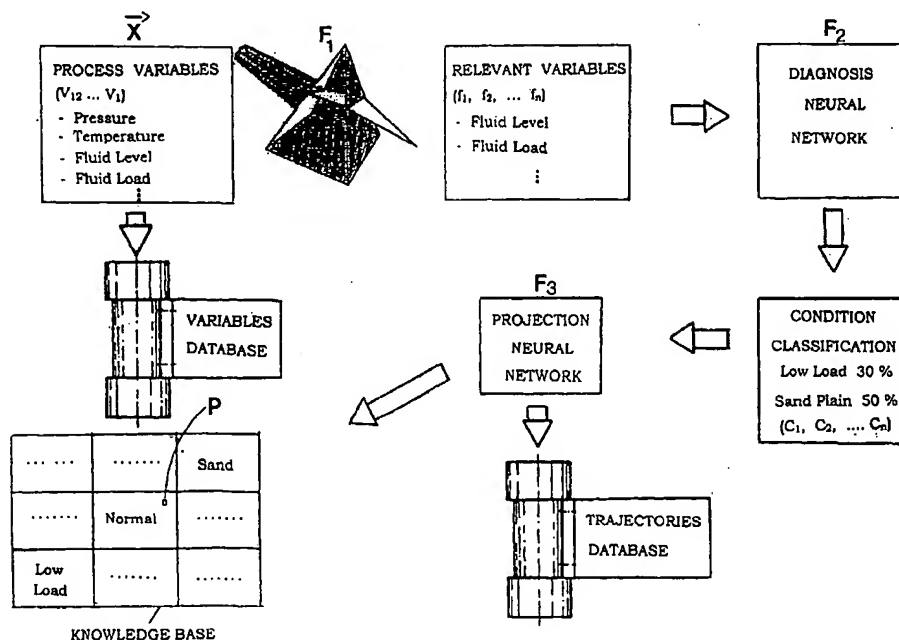 X
PROCESS VARIABLES
(V12 ... V1)
- Pressure
- Temperature
- Fluid Level
- Fluid Load
⋮
F1
RELEVANT VARIABLES
(f1, f2, ... fn)
- Fluid Level
- Fluid Load
⋮
F2
DIAGNOSIS
NEURAL
NETWORK
CONDITION
CLASSIFICATION
Low Load 30 %
Sand Plain 50 %
(C1, C2, .... Cn)
F3
PROJECTION
NEURAL
NETWORK
TRAJECTORIES
DATABASE
VARIABLES
DATABASE
P
...... ....... Sand
....... Normal .......
Low
Load ....... .......
KNOWLEDGE BASE